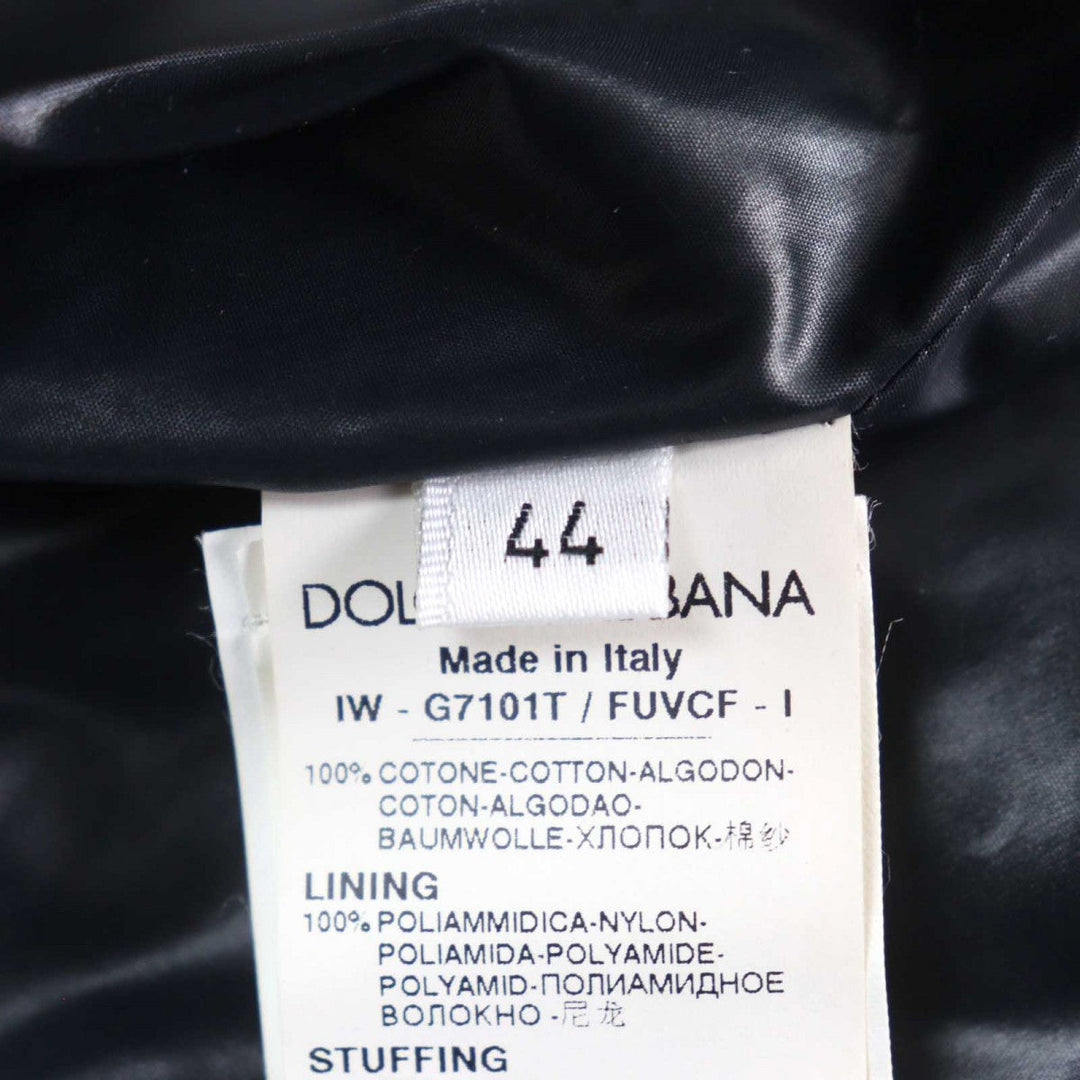 44
DOL BANA
Made in Italy
IW - G7101T / FUVCF - I
100% COTONE-COTTON-ALGODON-
COTON-ALGODAO-
BAUMWOLLE-ХЛОПОК-棉纱
LINING
100% POLIAMMIDICA-NYLON-
POLIAMIDA-POLYAMIDE-
POLYAMID-ПОЛИАМИДНОЕ
ВОЛОКНО -尼龙
STUFFING